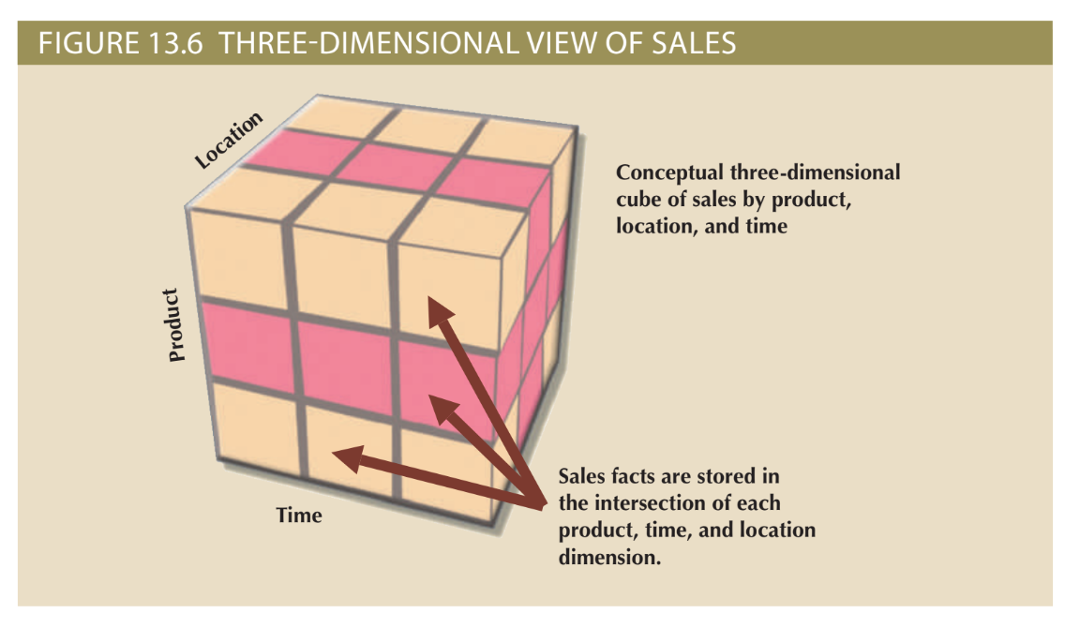 FIGURE 13.6 THREE-DIMENSIONAL VIEW OF SALES
Location
Conceptual three-dimensional
cube of sales by product,
location, and time
Product
Time
Sales facts are stored in
the intersection of each
product, time, and location
dimension.